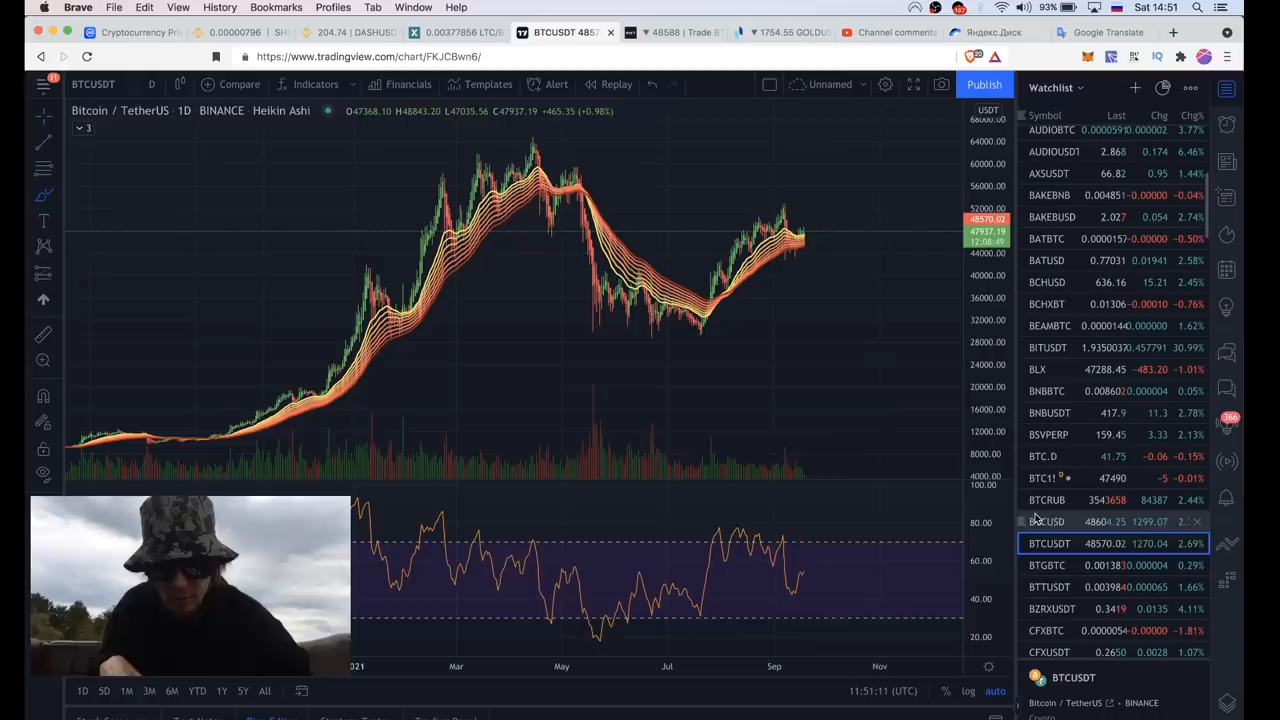 Brave File Edit View History Bookmarks Profiles Tab Window Help 167 93% Sat 14:51
Cryptocurrency Pri 0.00000796 | SH 204.74 | DASHUSD 0.00377856 LTC/B BTCUSDT 4857 × ▼ 48588 | Trade BT ▼ 1754.55 GOLDUS Channel comments Яндекс.Диск Google Translate
https://www.tradingview.com/chart/FKJCBwn6/
11 BTCUSDT D Compare Indicators Financials Templates Alert Replay Unnamed Publish
Bitcoin / TetherUS · 1D · BINANCE · Heikin Ashi O47368.10 H48843.20 L47035.56 C47937.19 +465.35 (+0.98%)
3
USDT
68000.00
64000.00
60000.00
56000.00
52000.00
48570.02
47937.19
12:08:49
44000.00
40000.00
36000.00
32000.00
28000.00
24000.00
20000.00
16000.00
12000.00
8000.00
4000.00
100.00
80.00
60.00
40.00
20.00
2021 Mar May Jul Sep Nov
1D 5D 1M 3M 6M YTD 1Y 5Y All 11:51:11 (UTC) % log auto
Watchlist
Symbol Last Chg Chg%
AUDIOBTC 0.0000591 0.000002 3.77%
AUDIOUSDT 2.868 0.174 6.46%
AXSUSDT 66.82 0.95 1.44%
BAKEBNB 0.004851 −0.00000 −0.04%
BAKEBUSD 2.027 0.054 2.74%
BATBTC 0.0000157 −0.00000 −0.50%
BATUSD 0.77031 0.01941 2.58%
BCHUSD 636.16 15.21 2.45%
BCHXBT 0.01306 −0.00010 −0.76%
BEAMBTC 0.0000144 0.000000 1.62%
BITUSDT 1.9350037 0.457791 30.99%
BLX 47288.45 −483.20 −1.01%
BNBBTC 0.008602 0.000004 0.05%
BNBUSDT 417.9 11.3 2.78%
BSVPERP 159.45 3.33 2.13%
BTC.D 41.75 −0.06 −0.15%
BTC1! D 47490 −5 −0.01%
BTCRUB 3543658 84387 2.44%
BTCUSD 48604.25 1299.07 2.
BTCUSDT 48570.02 1270.04 2.69%
BTGBTC 0.001383 0.000004 0.29%
BTTUSDT 0.003984 0.000065 1.66%
BZRXUSDT 0.3419 0.0135 4.11%
CFXBTC 0.0000054 −0.00000 −1.81%
CFXUSDT 0.2650 0.0028 1.07%
BTCUSDT
Bitcoin / TetherUS · BINANCE
366